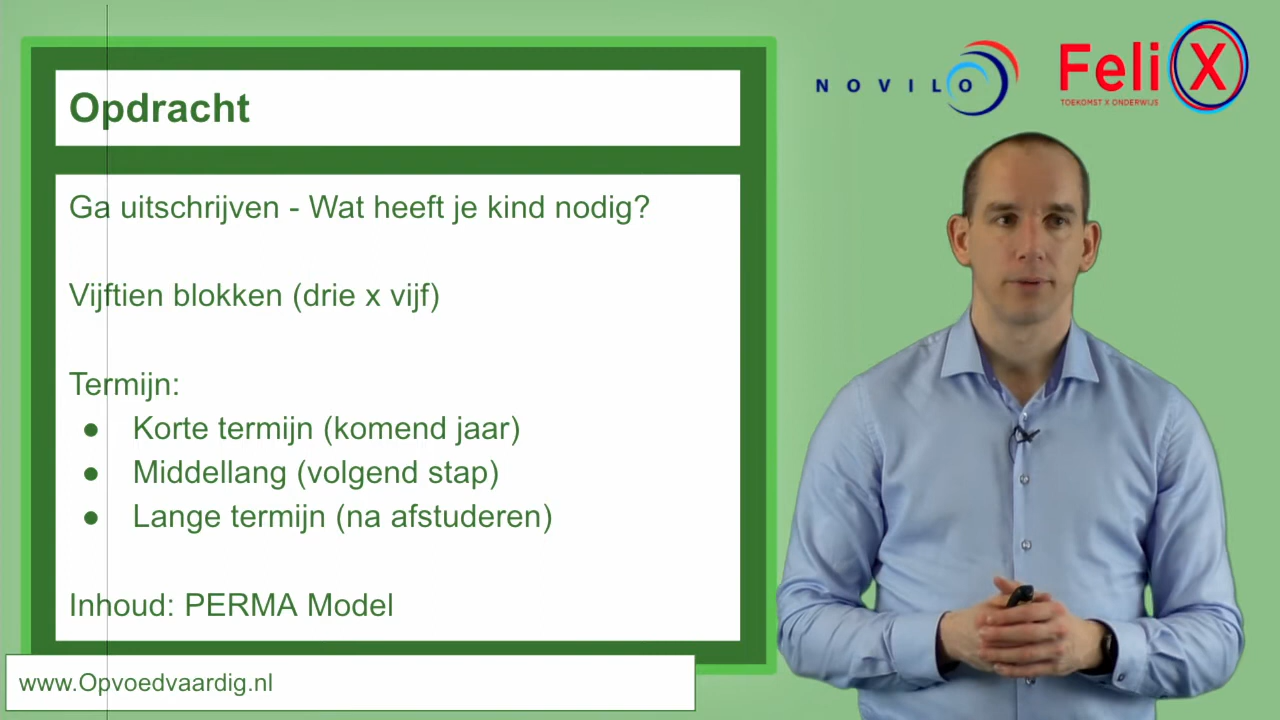 Opdracht
Ga uitschrijven - Wat heeft je kind nodig?
Vijftien blokken (drie x vijf)
Termijn:
● Korte termijn (komend jaar)
● Middellang (volgend stap)
● Lange termijn (na afstuderen)
Inhoud: PERMA Model
www.Opvoedvaardig.nl
NOVILO
FeliX
TOEKOMST X ONDERWIJS